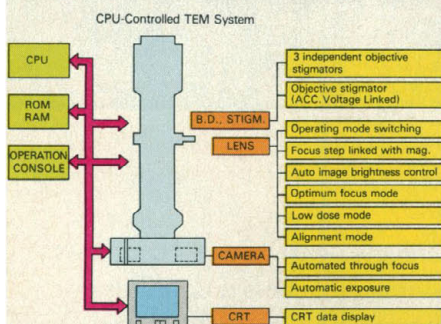 CPU-Controlled TEM System
CPU
ROM
RAM
OPERATION
CONSOLE
B.D., STIGM.
3 independent objective
stigmators
Objective stigmator
(ACC. Voltage Linked)
LENS
Operating mode switching
Focus step linked with mag.
Auto image brightness control
Optimum focus mode
Low dose mode
Alignment mode
CAMERA
Automated through focus
Automatic exposure
CRT
CRT data display